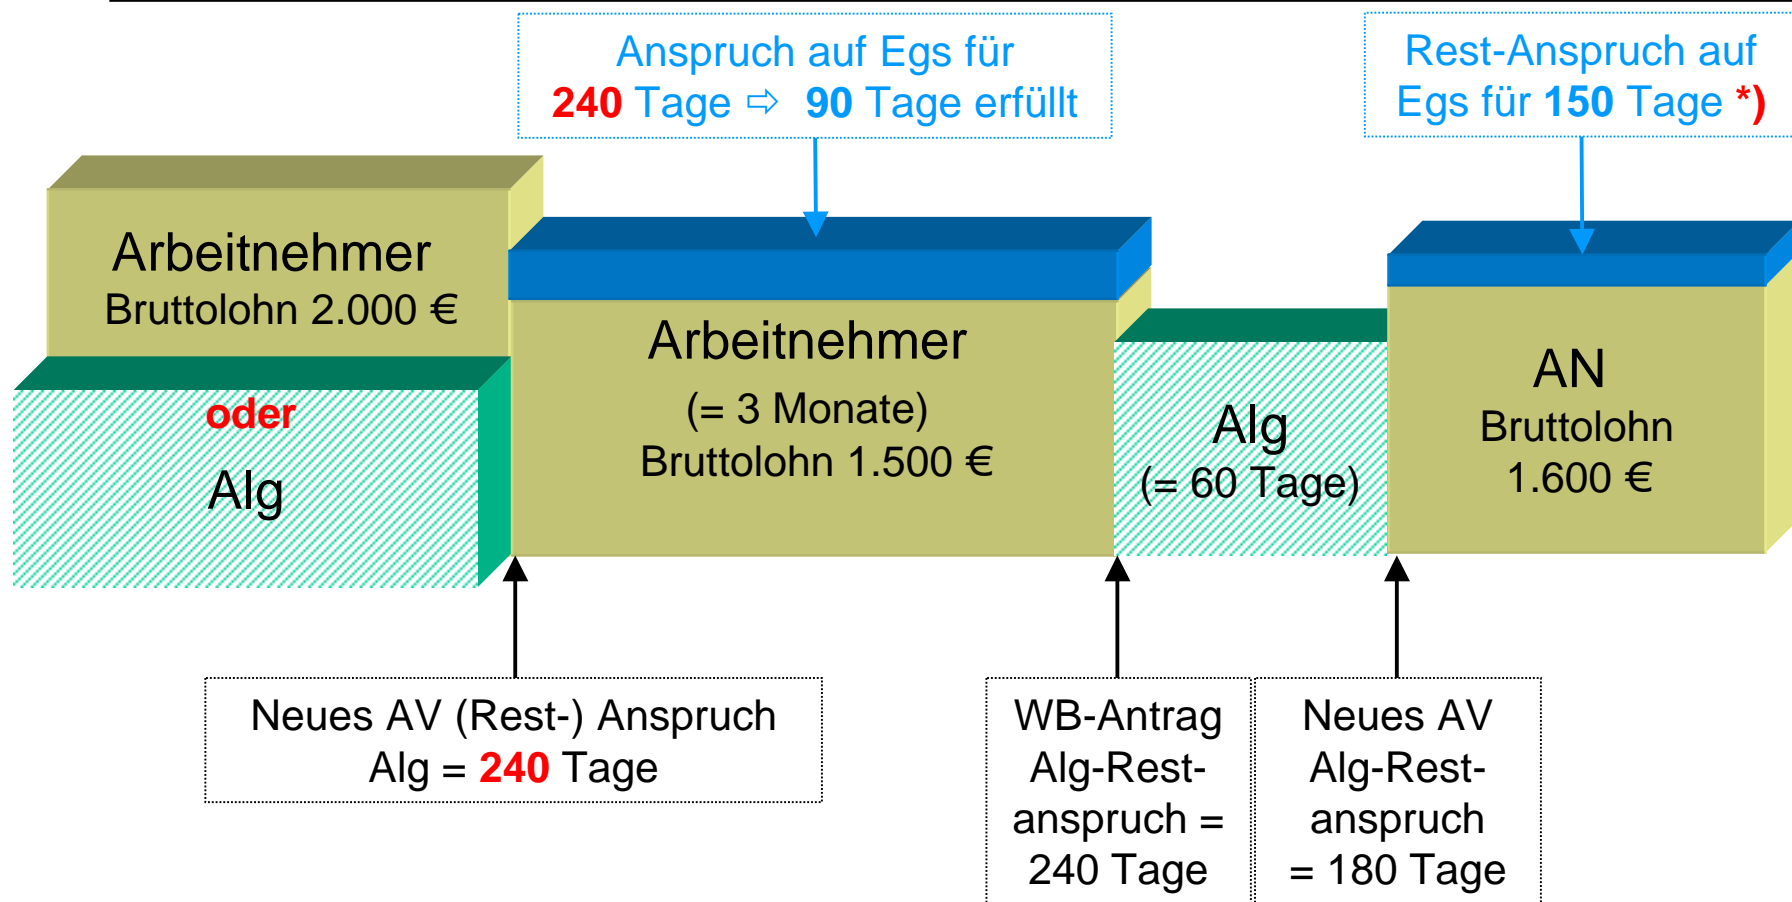 Anspruch auf Egs für
240 Tage ⇨ 90 Tage erfüllt
Rest-Anspruch auf
Egs für 150 Tage *)
Arbeitnehmer
Bruttolohn 2.000 €
oder
Alg
Arbeitnehmer
(= 3 Monate)
Bruttolohn 1.500 €
Alg
(= 60 Tage)
AN
Bruttolohn
1.600 €
Neues AV (Rest-) Anspruch
Alg = 240 Tage
WB-Antrag
Alg-Rest-
anspruch =
240 Tage
Neues AV
Alg-Rest-
anspruch
= 180 Tage